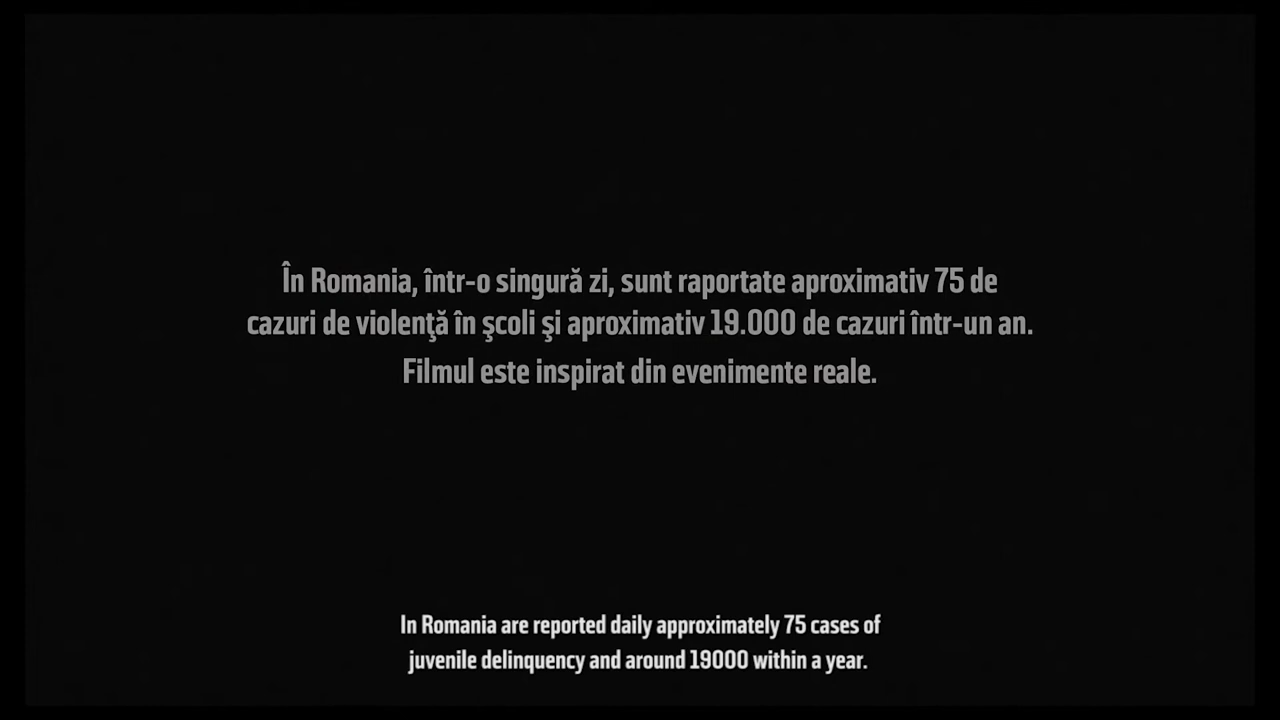 În Romania, într-o singură zi, sunt raportate aproximativ 75 de
cazuri de violenţă în şcoli şi aproximativ 19.000 de cazuri într-un an.
Filmul este inspirat din evenimente reale.
In Romania are reported daily approximately 75 cases of
juvenile delinquency and around 19000 within a year.